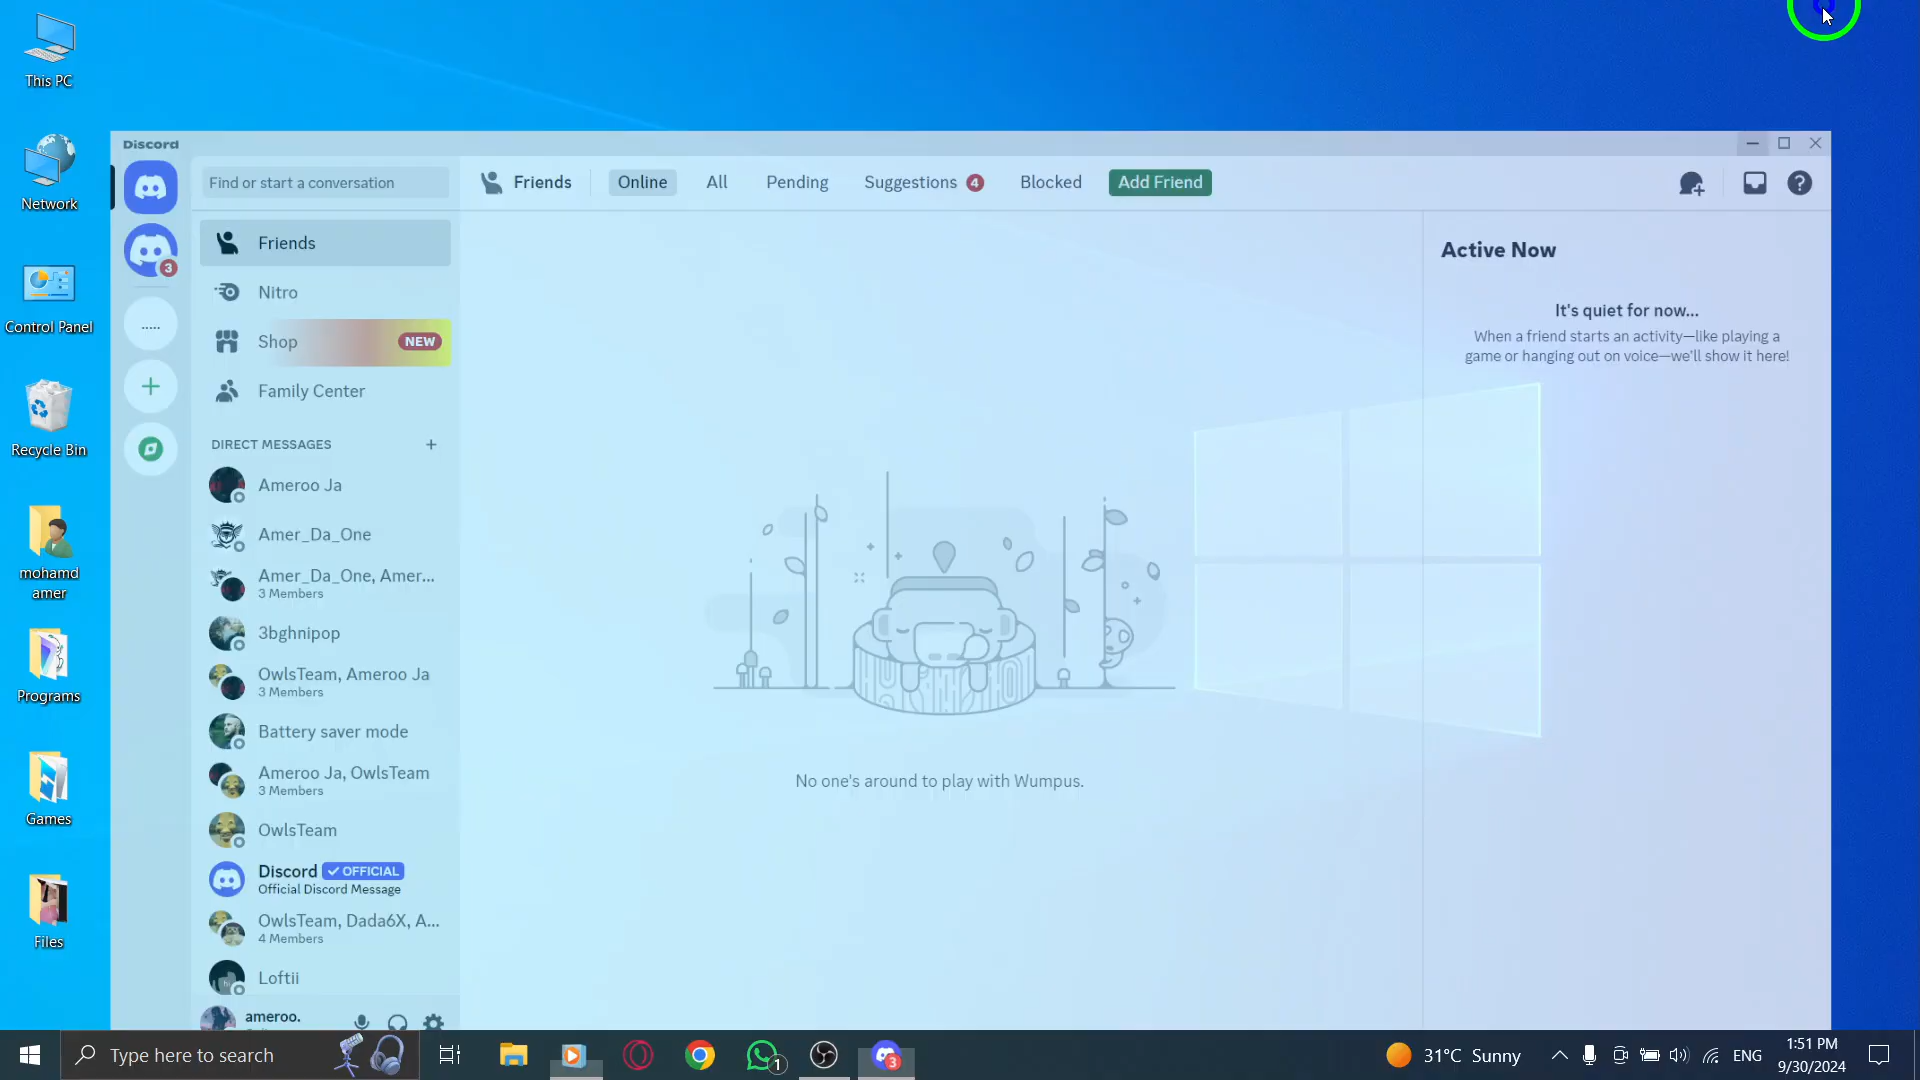 This PC
Network
Control Panel
Recycle Bin
mohamd
amer
Programs
Games
Files
Discord
Find or start a conversation
Friends
Online
All
Pending
Suggestions 4
Blocked
Add Friend
3
.....
Friends
Nitro
Shop NEW
Family Center
DIRECT MESSAGES
Ameroo Ja
Amer_Da_One
Amer_Da_One, Amer...
3 Members
3bghnipop
OwlsTeam, Ameroo Ja
3 Members
Battery saver mode
Ameroo Ja, OwlsTeam
3 Members
OwlsTeam
Discord OFFICIAL
Official Discord Message
OwlsTeam, Dada6X, A...
4 Members
Loftii
ameroo.
No one's around to play with Wumpus.
Active Now
It's quiet for now...
When a friend starts an activity—like playing a
game or hanging out on voice—we'll show it here!
Type here to search
1
3
31°C Sunny
ENG
1:51 PM
9/30/2024